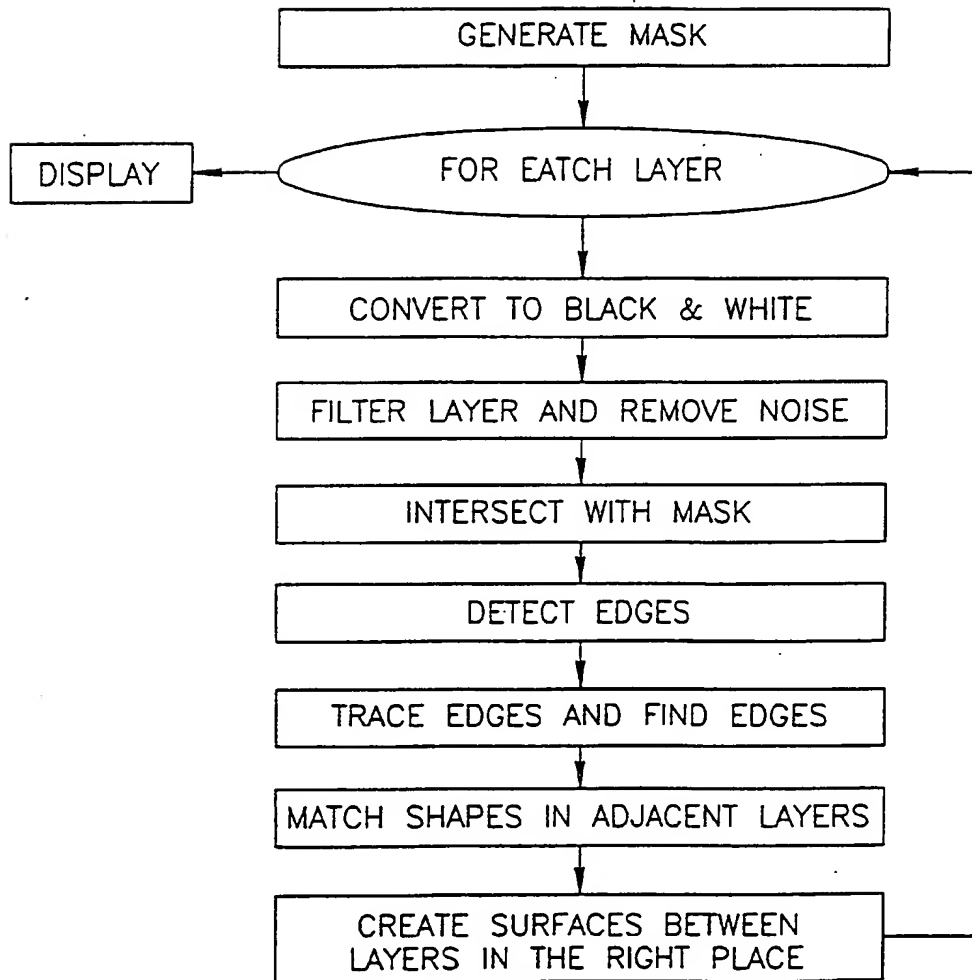 GENERATE MASK
DISPLAY
FOR EATCH LAYER
CONVERT TO BLACK & WHITE
FILTER LAYER AND REMOVE NOISE
INTERSECT WITH MASK
DETECT EDGES
TRACE EDGES AND FIND EDGES
MATCH SHAPES IN ADJACENT LAYERS
CREATE SURFACES BETWEEN
LAYERS IN THE RIGHT PLACE